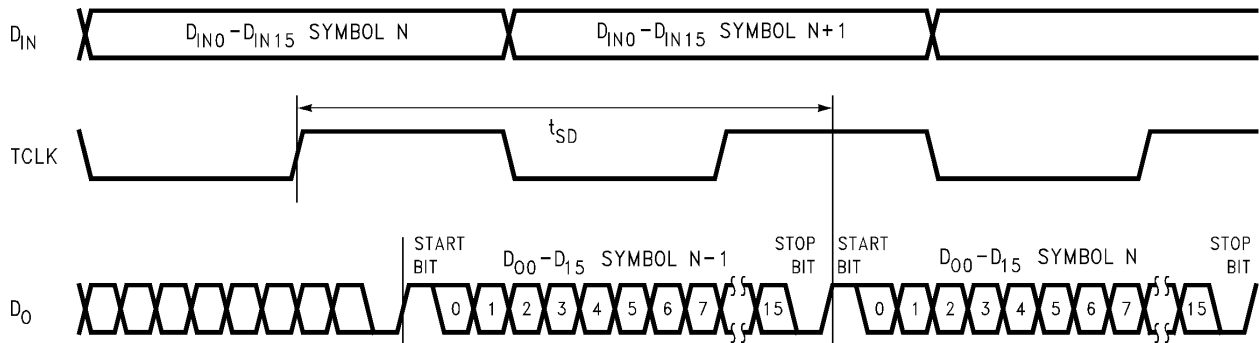 D_IN D_IN0-D_IN15 SYMBOL N D_IN0-D_IN15 SYMBOL N+1
t_SD
TCLK
START BIT D_00-D_15 SYMBOL N-1 STOP BIT START BIT D_00-D_15 SYMBOL N STOP BIT
D_O 0 1 2 3 4 5 6 7 15 0 1 2 3 4 5 6 7 15